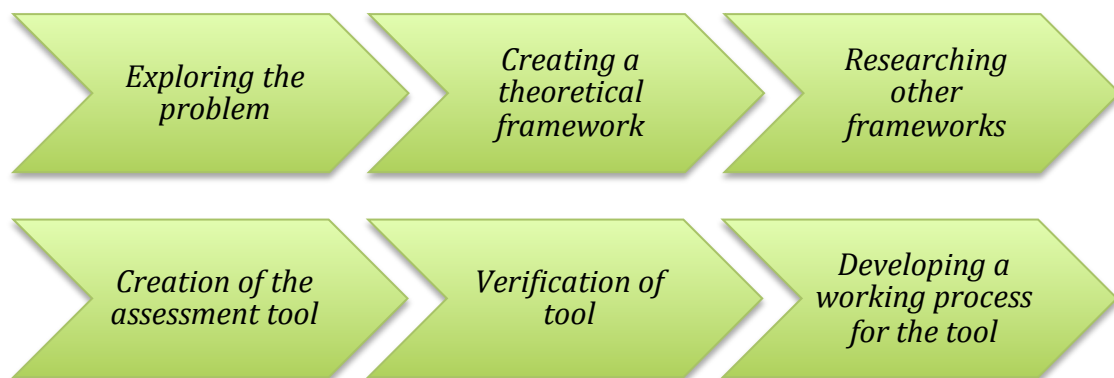 Exploring the
problem
Creating a
theoretical
framework
Researching
other
frameworks
Creation of the
assessment tool
Verification of
tool
Developing a
working process
for the tool